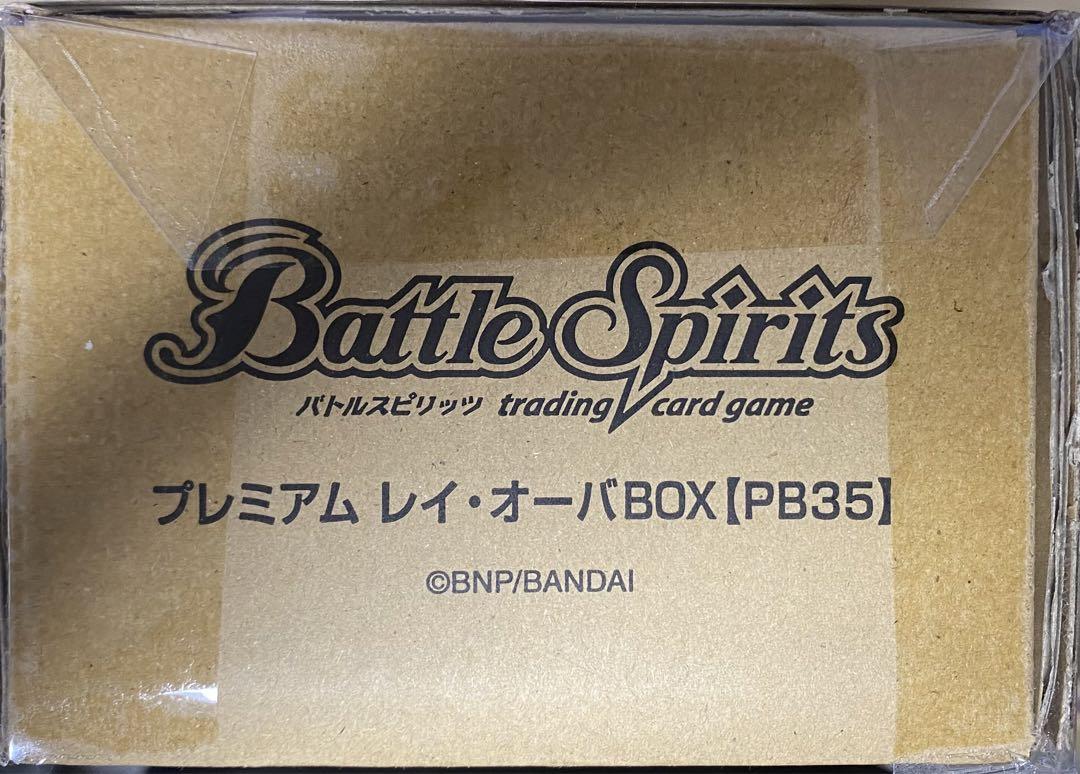 Battle Spirits
バトルスピリッツ trading card game
プレミアム レイ・オーバBOX【PB35】
©BNP/BANDAI